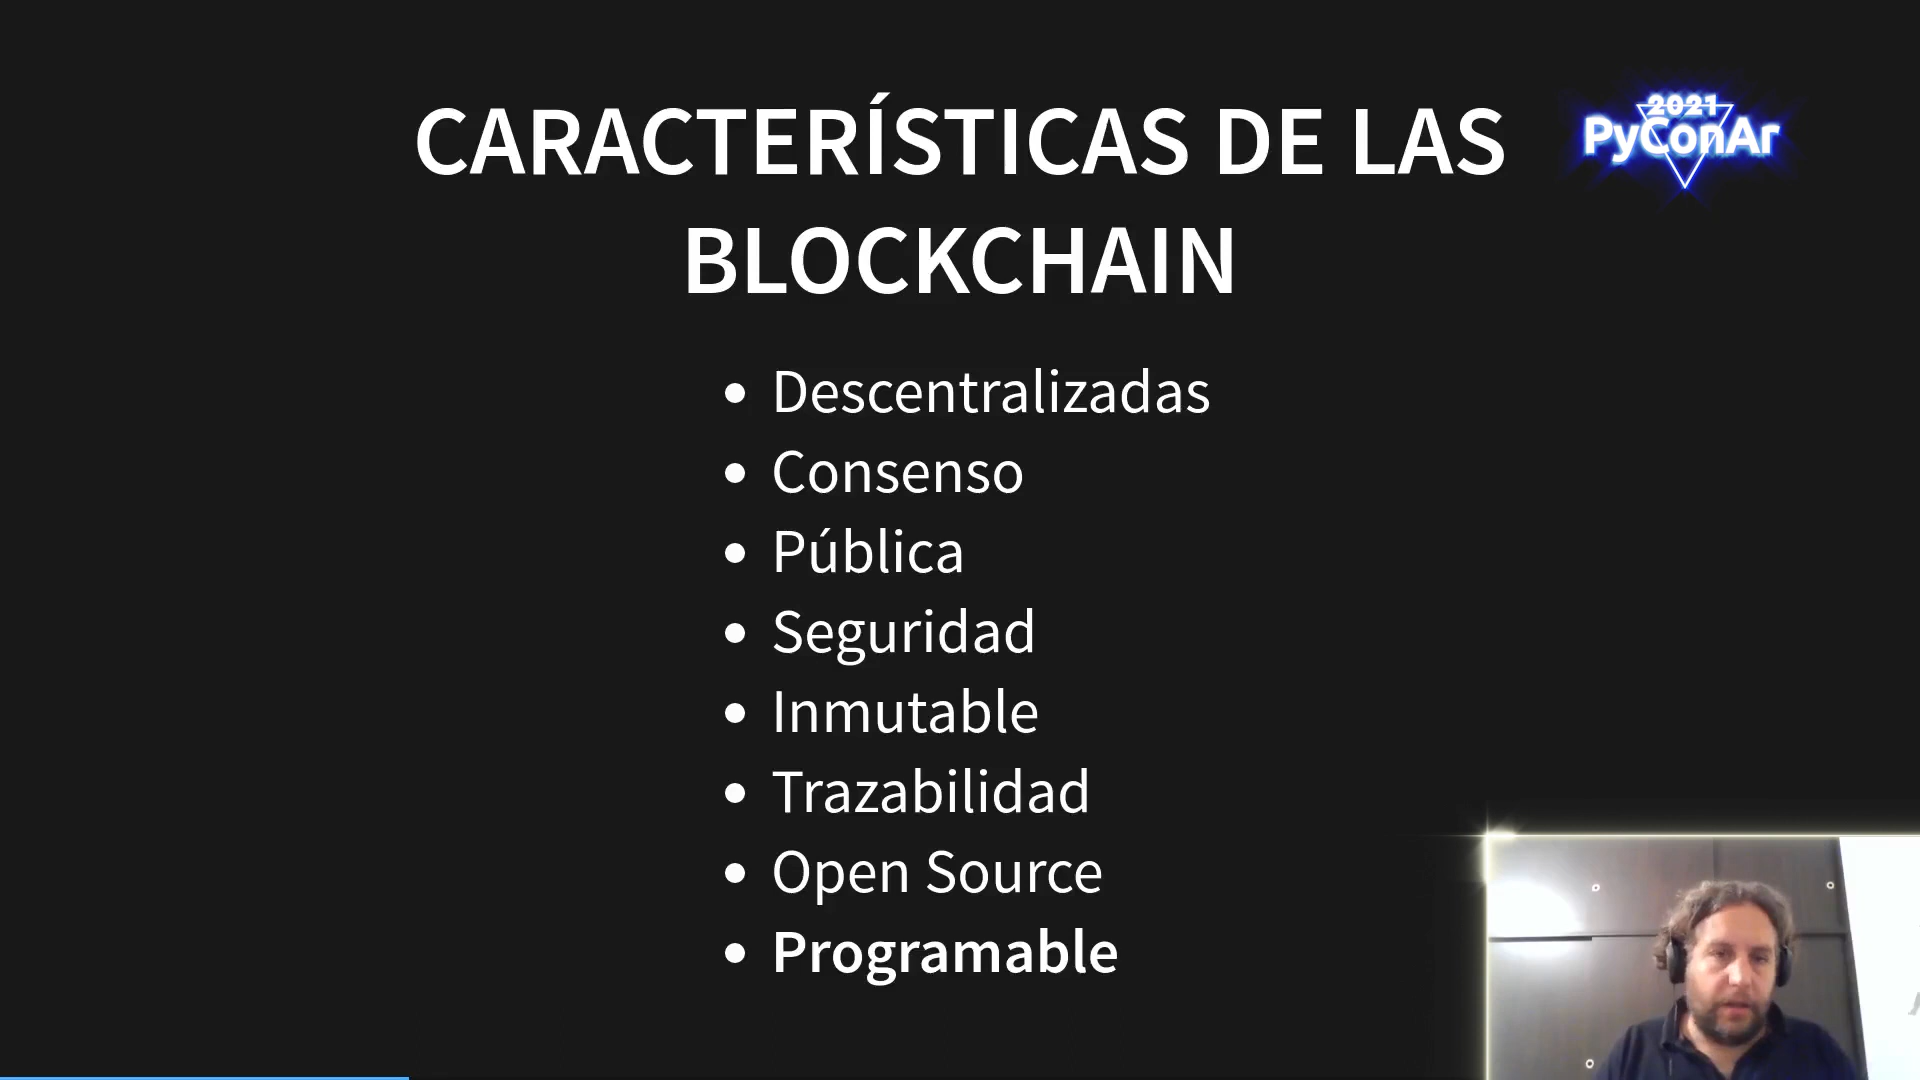 CARACTERÍSTICAS DE LAS
BLOCKCHAIN
2021
PyConAr
Descentralizadas
Consenso
Pública
Seguridad
Inmutable
Trazabilidad
Open Source
Programable